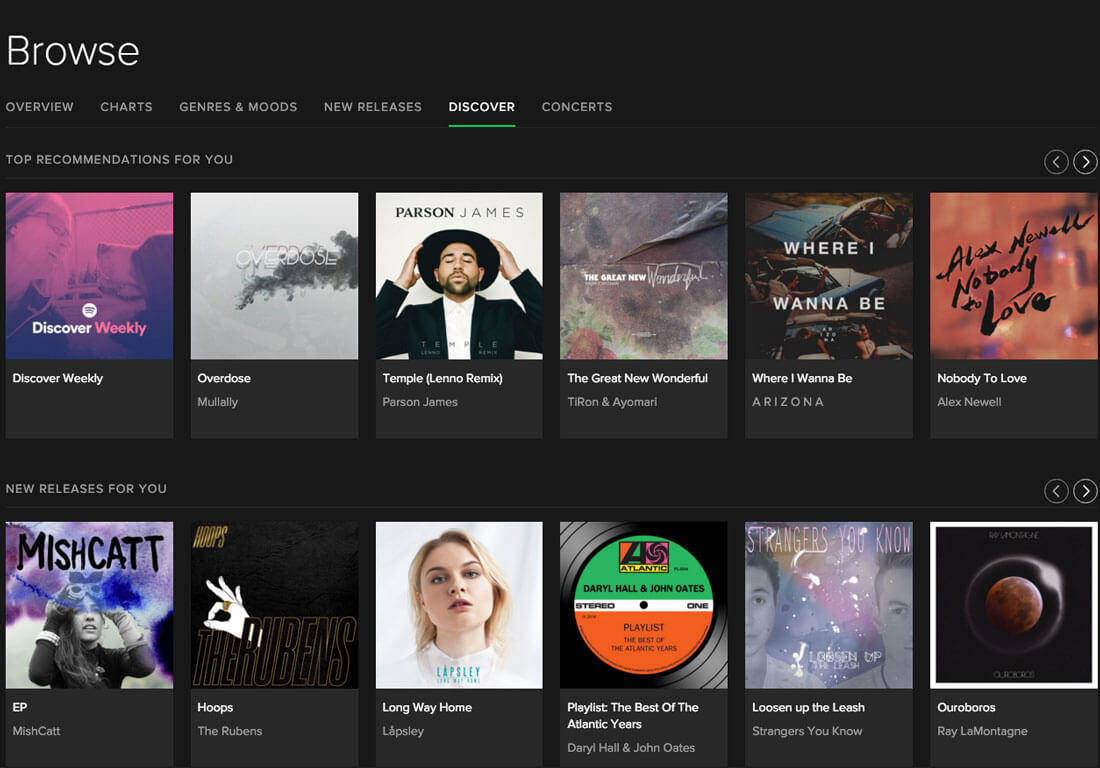 Browse
OVERVIEW CHARTS GENRES & MOODS NEW RELEASES DISCOVER CONCERTS
TOP RECOMMENDATIONS FOR YOU
Discover Weekly
OVERDOSE
PARSON JAMES
TEMPLE
LENNO REMIX
THE GREAT NEW Wonderful
WHERE I
WANNA BE
ARIZONA
Alex Newell
Nobody
to Love
Discover Weekly
Overdose
Mullally
Temple (Lenno Remix)
Parson James
The Great New Wonderful
TiRon & Ayomari
Where I Wanna Be
A R I Z O N A
Nobody To Love
Alex Newell
NEW RELEASES FOR YOU
MISHCATT
HOOPS
THE RUBENS
LÅPSLEY
LONG WAY HOME
ATLANTIC
DARYL HALL & JOHN OATES
STEREO ONE
PLAYLIST
THE BEST OF
THE ATLANTIC YEARS
STRANGERS YOU KNOW
LOOSEN UP
THE LEASH
RAY LAMONTAGNE
OUROBOROS
EP
MishCatt
Hoops
The Rubens
Long Way Home
Låpsley
Playlist: The Best Of The
Atlantic Years
Daryl Hall & John Oates
Loosen up the Leash
Strangers You Know
Ouroboros
Ray LaMontagne